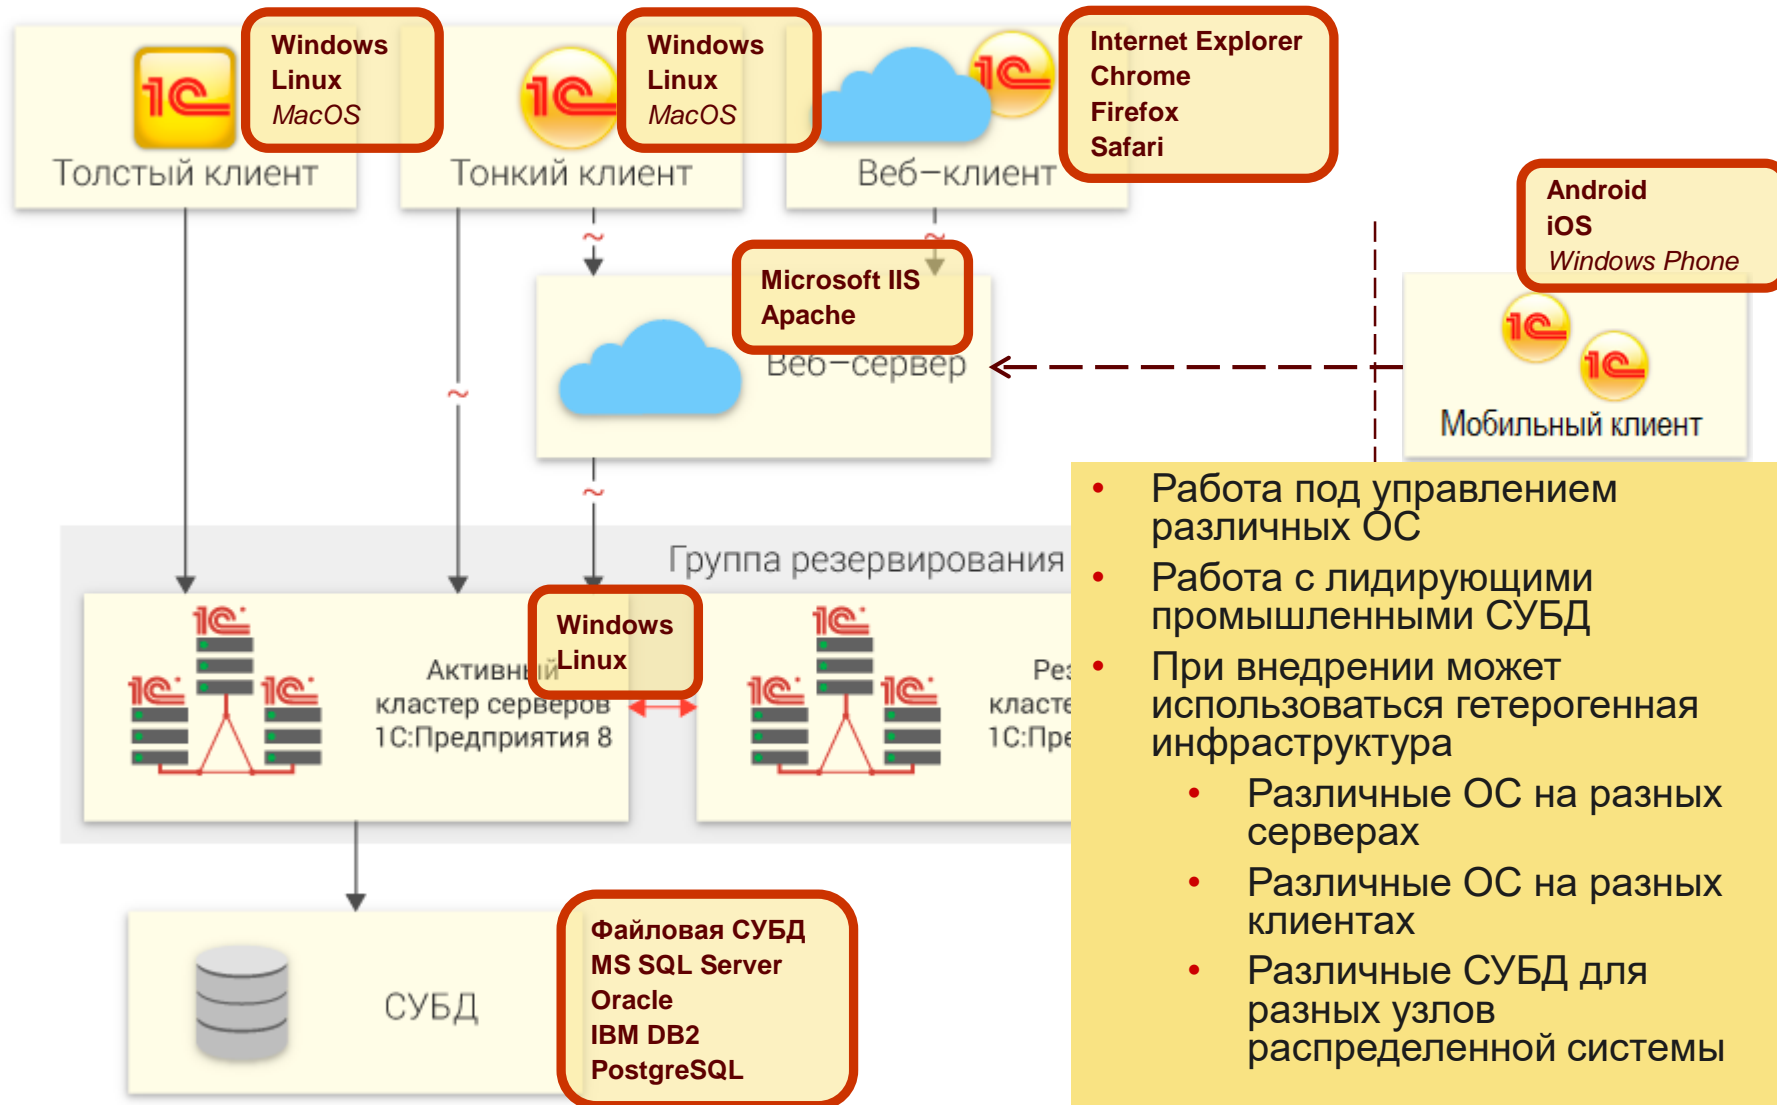 Windows
Linux
MacOS
Толстый клиент
Windows
Linux
MacOS
Тонкий клиент
Internet Explorer
Chrome
Firefox
Safari
Веб-клиент
Android
iOS
Windows Phone
Мобильный клиент
Microsoft IIS
Apache
Веб-сервер
Группа резервирования
Windows
Linux
Активный
кластер серверов
1С:Предприятия 8
1С:Пре
Файловая СУБД
MS SQL Server
Oracle
IBM DB2
PostgreSQL
СУБД
• Работа под управлением
различных ОС
• Работа с лидирующими
промышленными СУБД
• При внедрении может
использоваться гетерогенная
инфраструктура
• Различные ОС на разных
серверах
• Различные ОС на разных
клиентах
• Различные СУБД для
разных узлов
распределенной системы